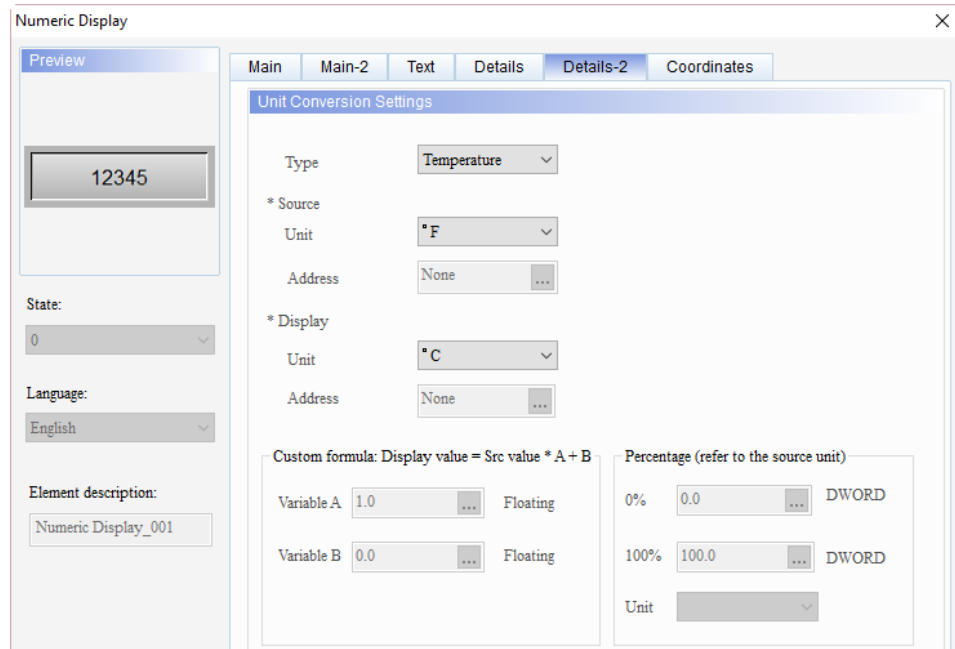 Numeric Display
Preview
12345
State:
0
Language:
English
Element description:
Numeric Display_001
Main Main-2 Text Details Details-2 Coordinates
Unit Conversion Settings
Type Temperature
* Source
Unit °F
Address None ...
* Display
Unit °C
Address None ...
Custom formula: Display value = Src value * A + B
Variable A 1.0 ... Floating
Variable B 0.0 ... Floating
Percentage (refer to the source unit)
0% 0.0 ... DWORD
100% 100.0 ... DWORD
Unit